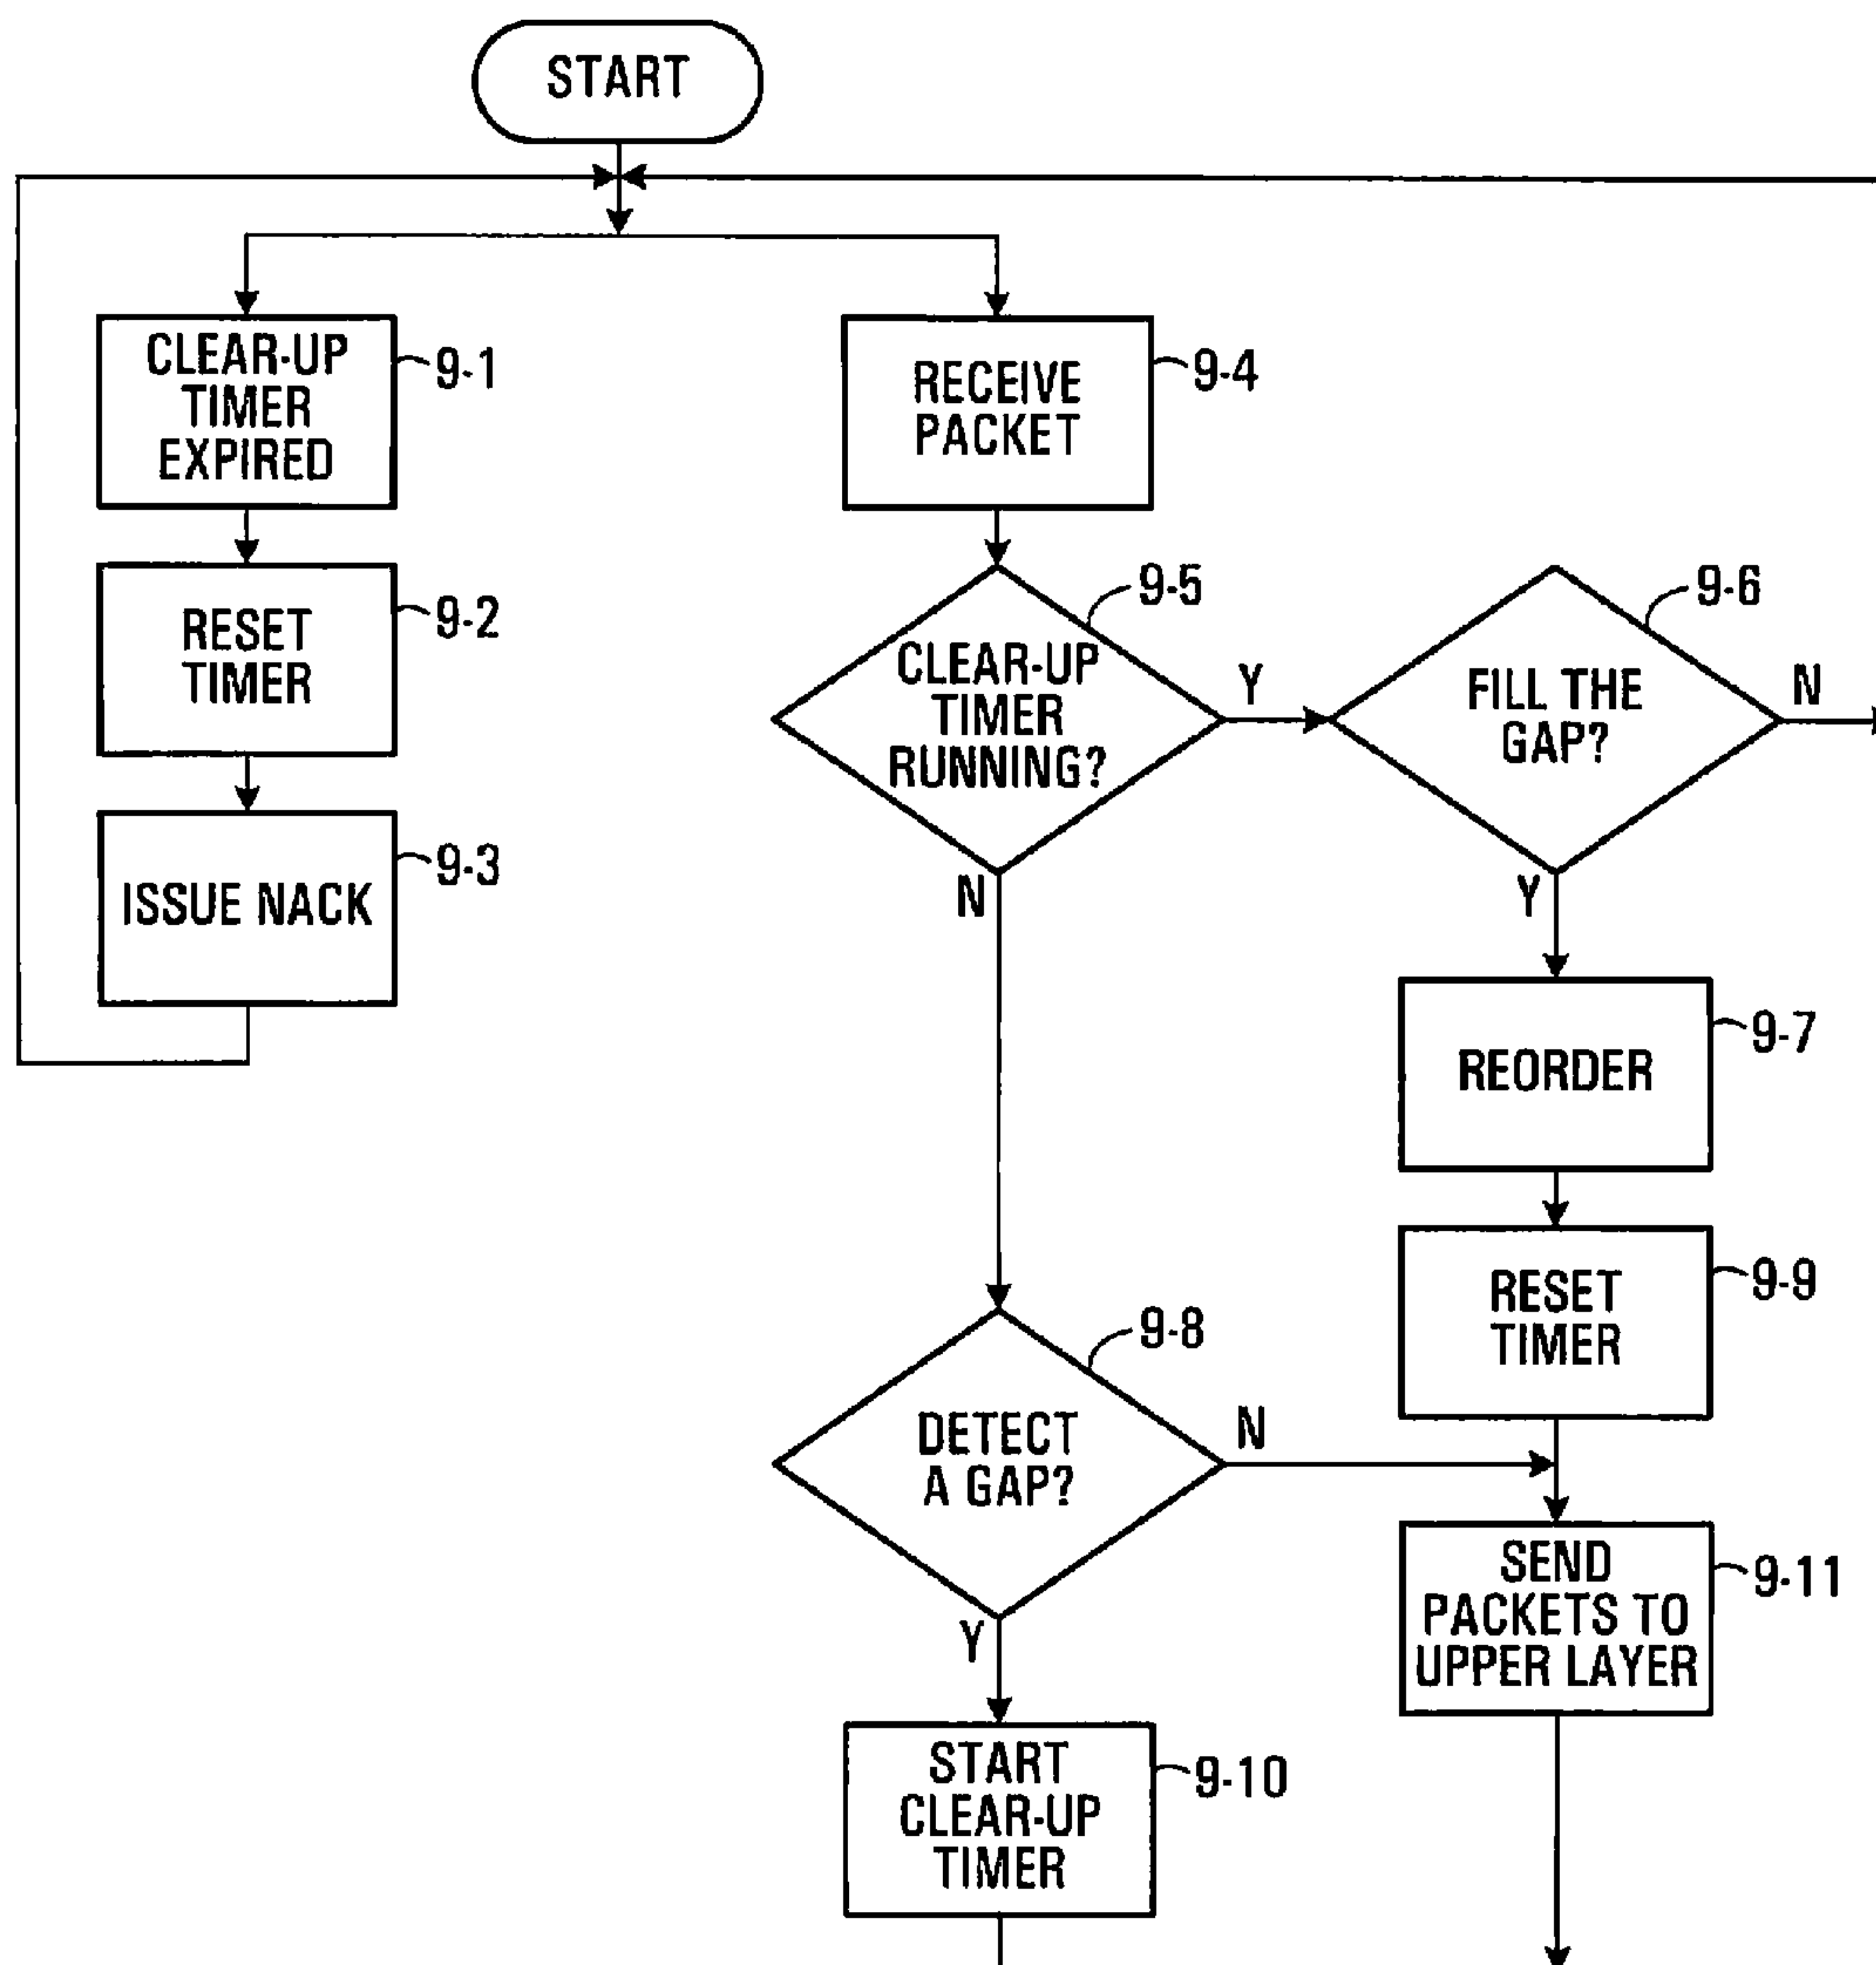 START
CLEAR-UP
TIMER
EXPIRED
9-1
RESET
TIMER
9-2
ISSUE NACK
9-3
RECEIVE
PACKET
9-4
CLEAR-UP
TIMER
RUNNING?
9-5
Y
N
FILL THE
GAP?
9-6
N
Y
REORDER
9-7
RESET
TIMER
9-9
DETECT
A GAP?
9-8
N
Y
SEND
PACKETS TO
UPPER LAYER
9-11
START
CLEAR-UP
TIMER
9-10